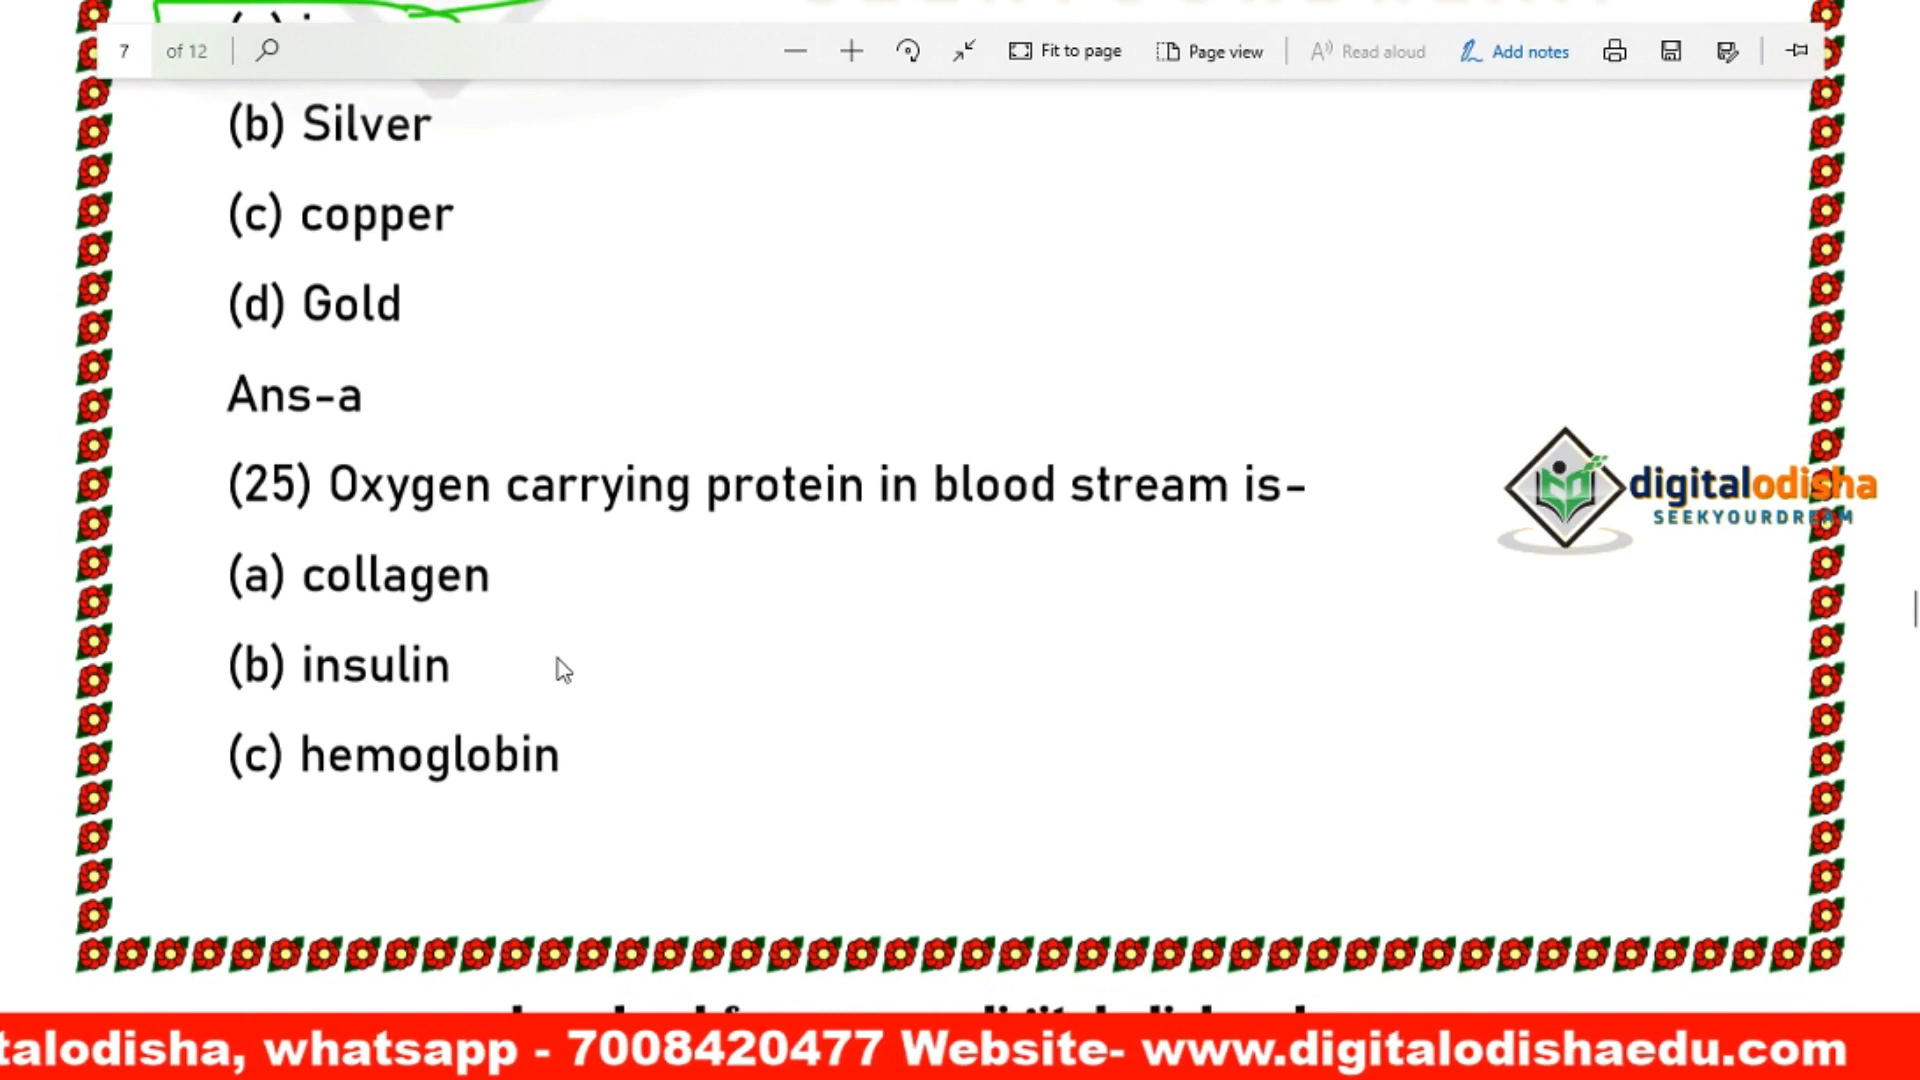 7 of 12 Fit to page Page view Read aloud Add notes
(b) Silver
(c) copper
(d) Gold
Ans-a
(25) Oxygen carrying protein in blood stream is-
digitalodisha
SEEKYOURDREAM
(a) collagen
(b) insulin
(c) hemoglobin
talodisha, whatsapp - 7008420477 Website- www.digitalodishaedu.com